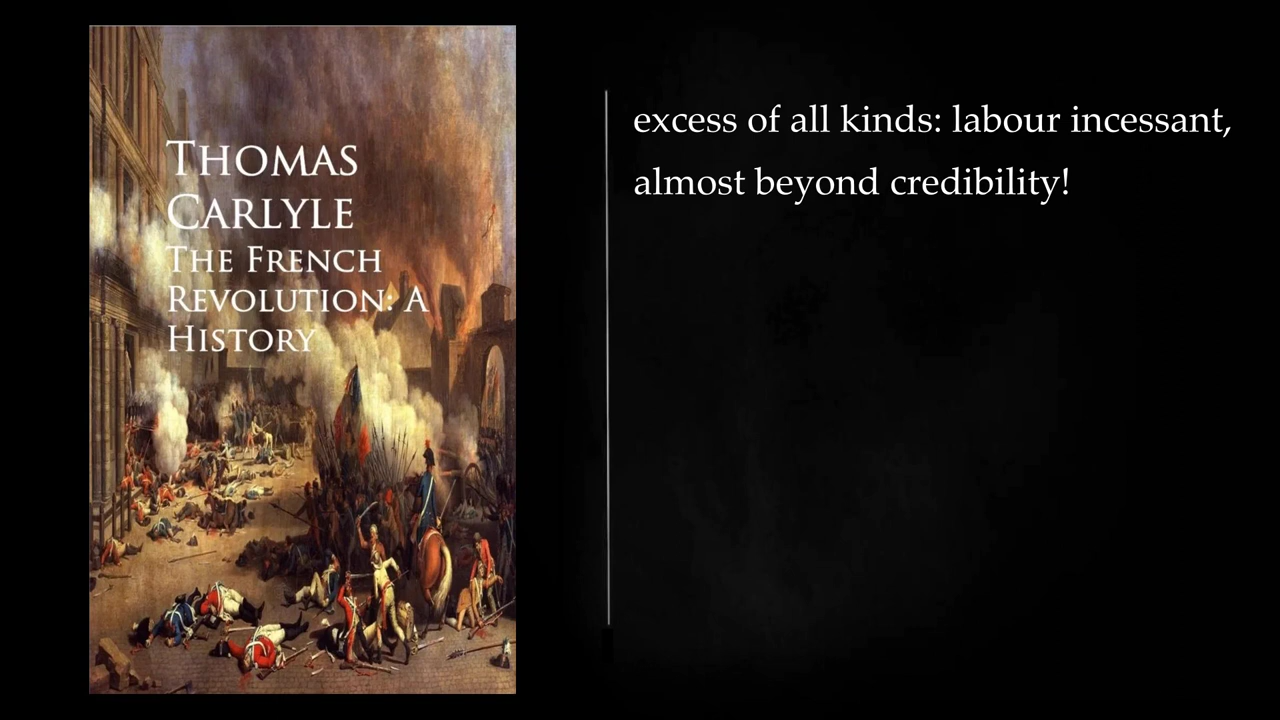 THOMAS
CARLYLE
THE FRENCH
REVOLUTION: A
HISTORY
excess of all kinds: labour incessant,
almost beyond credibility!